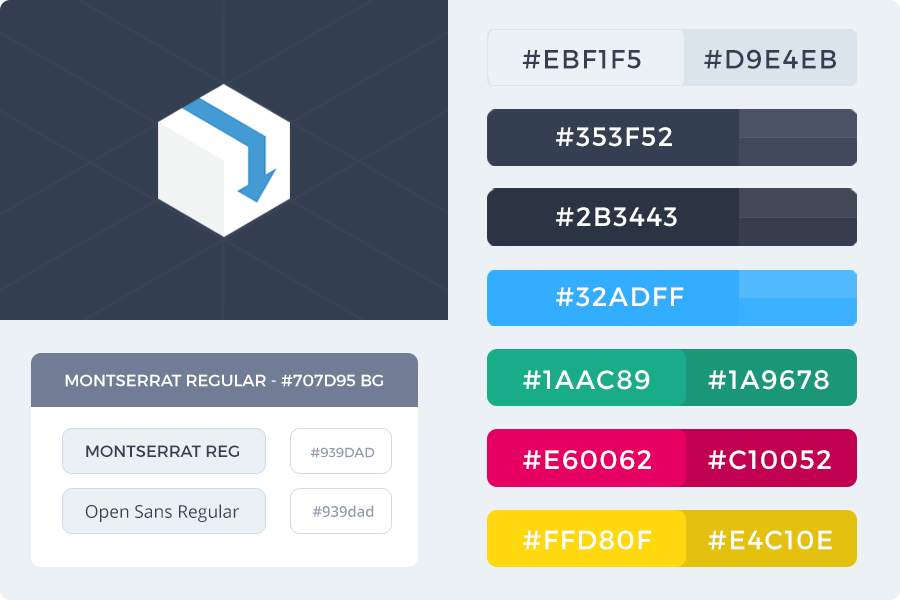 #EBF1F5 #D9E4EB
#353F52
#2B3443
#32ADFF
MONTSERRAT REGULAR - #707D95 BG
#1AAC89 #1A9678
MONTSERRAT REG #939DAD
#E60062 #C10052
Open Sans Regular #939dad
#FFD80F #E4C10E